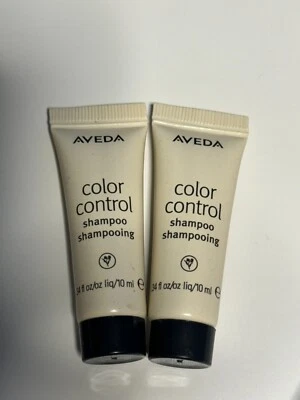 AVEDA
color
control
shampoo
shampooing
.34 fl oz/oz liq/10 ml ℮
AVEDA
color
control
shampoo
shampooing
.34 fl oz/oz liq/10 ml ℮